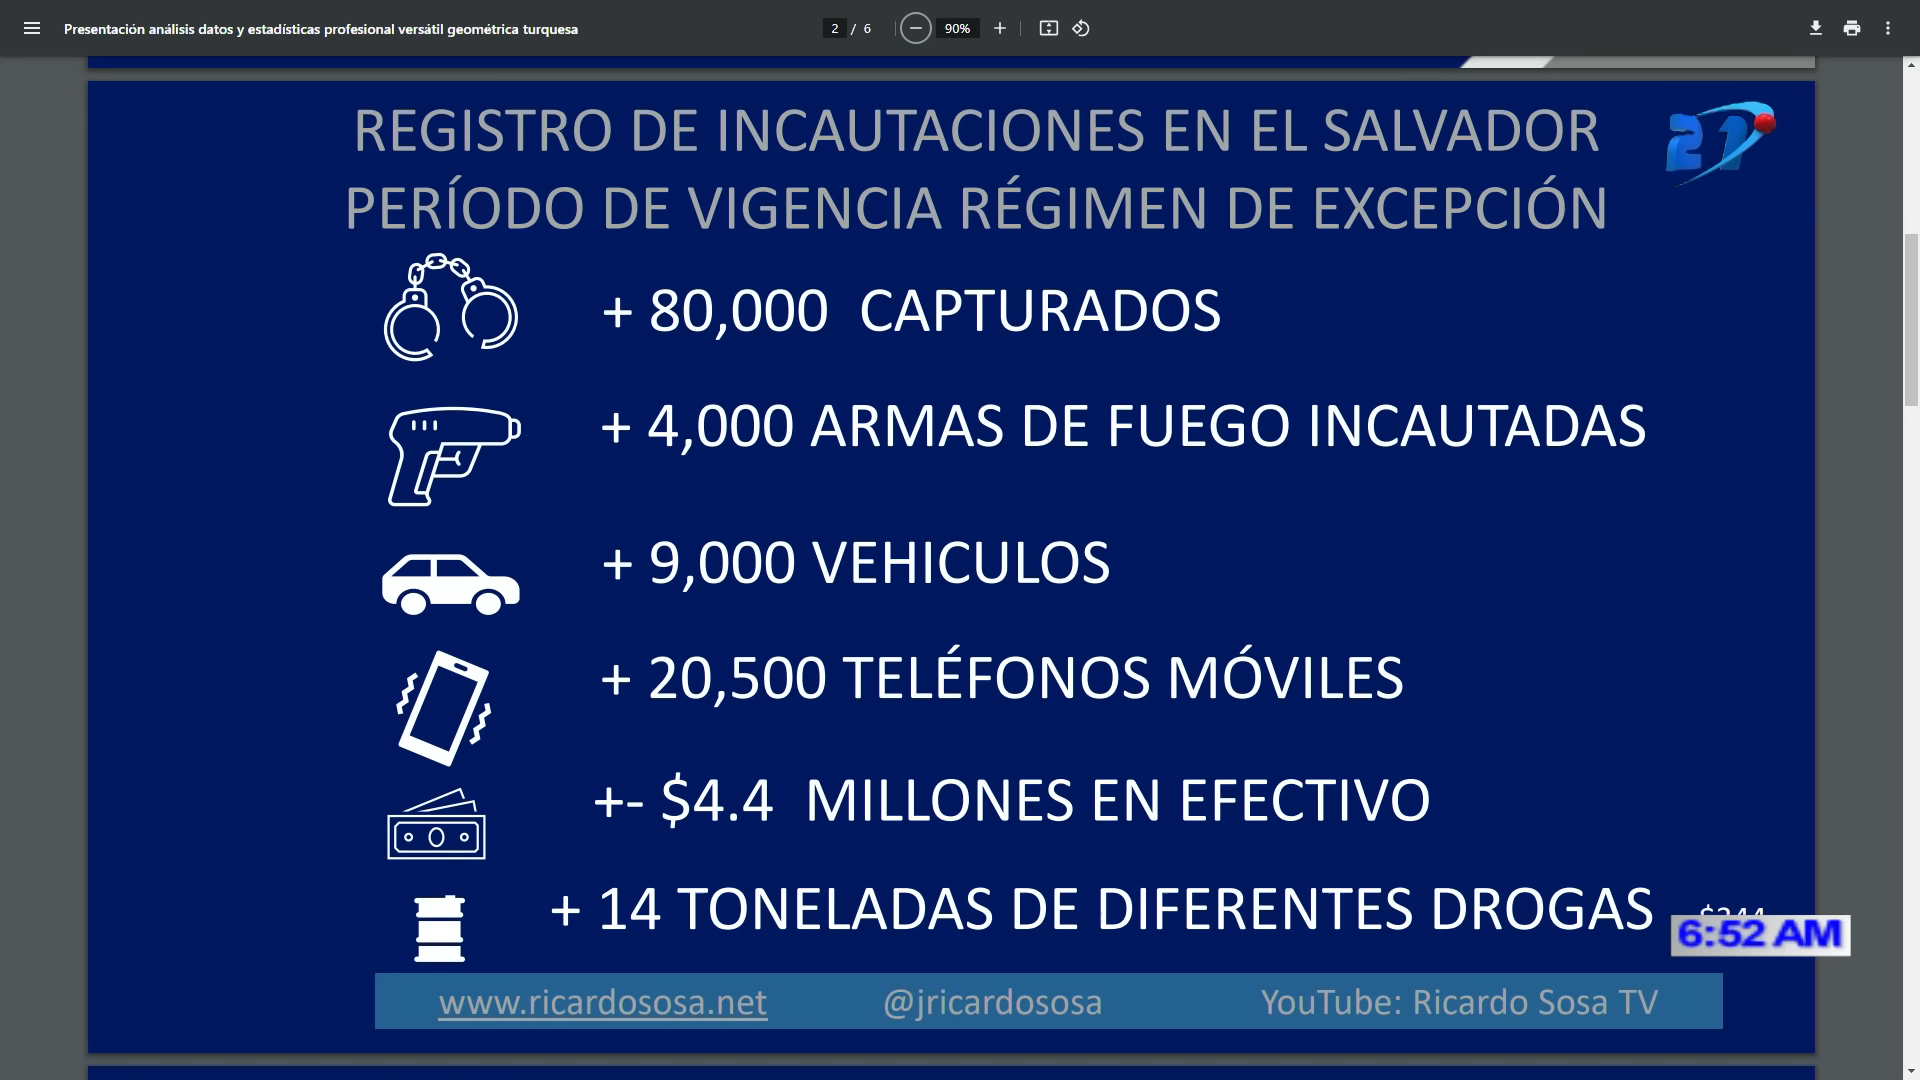 Presentación análisis datos y estadísticas profesional versátil geométrica turquesa
2 / 6
90%
REGISTRO DE INCAUTACIONES EN EL SALVADOR
21
PERÍODO DE VIGENCIA RÉGIMEN DE EXCEPCIÓN
+ 80,000 CAPTURADOS
+ 4,000 ARMAS DE FUEGO INCAUTADAS
+ 9,000 VEHICULOS
+ 20,500 TELÉFONOS MÓVILES
+- $4.4 MILLONES EN EFECTIVO
+ 14 TONELADAS DE DIFERENTES DROGAS
6:52 AM
www.ricardososa.net @jricardososa YouTube: Ricardo Sosa TV